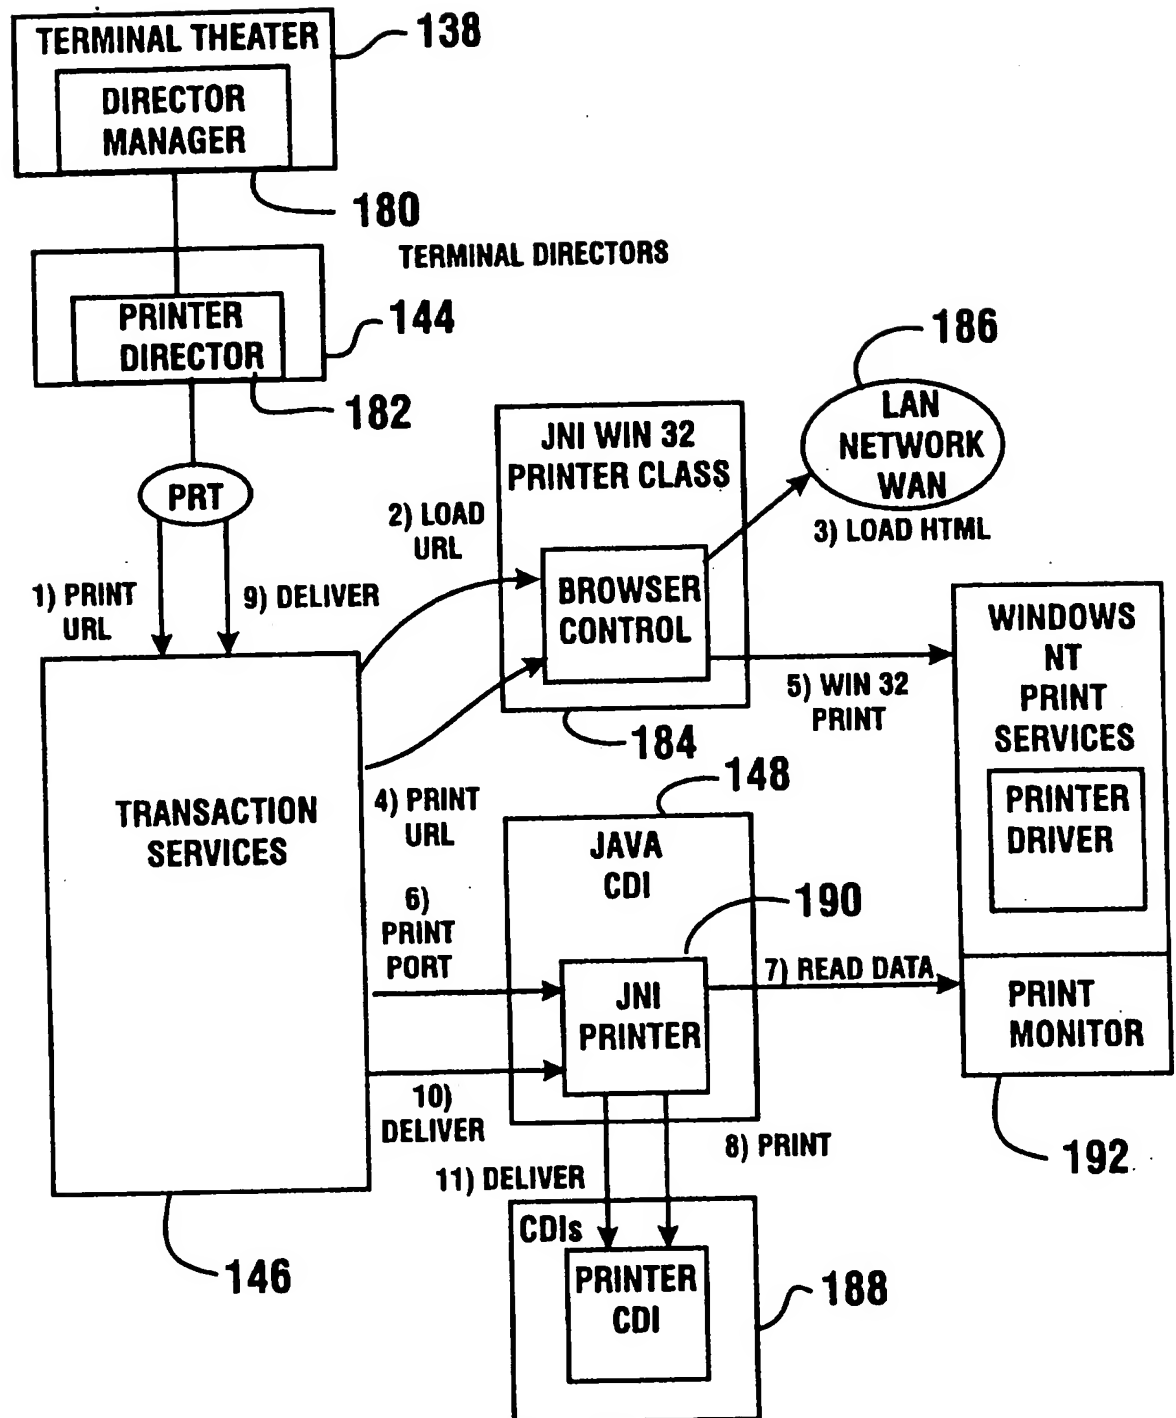 TERMINAL THEATER
138
DIRECTOR
MANAGER
180
TERMINAL DIRECTORS
PRINTER
DIRECTOR
144
182
186
LAN
NETWORK
WAN
JNI WIN 32
PRINTER CLASS
PRT
2) LOAD
URL
3) LOAD HTML
1) PRINT
URL
9) DELIVER
BROWSER
CONTROL
WINDOWS
NT
PRINT
SERVICES
5) WIN 32
PRINT
184
148
4) PRINT
URL
TRANSACTION
SERVICES
PRINTER
DRIVER
JAVA
CDI
190
6)
PRINT
PORT
7) READ DATA
JNI
PRINTER
PRINT
MONITOR
10)
DELIVER
8) PRINT
192
11) DELIVER
CDIs
146
PRINTER
CDI
188